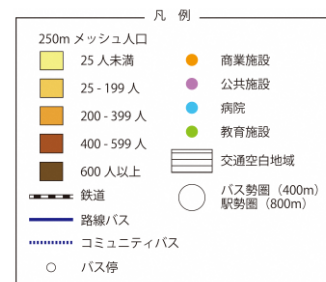 凡 例
250m メッシュ人口
25 人未満
25 - 199 人
200 - 399 人
400 - 599 人
600 人以上
鉄道
路線バス
コミュニティバス
バス停
商業施設
公共施設
病院
教育施設
交通空白地域
バス勢圏（400m）
駅勢圏（800m）